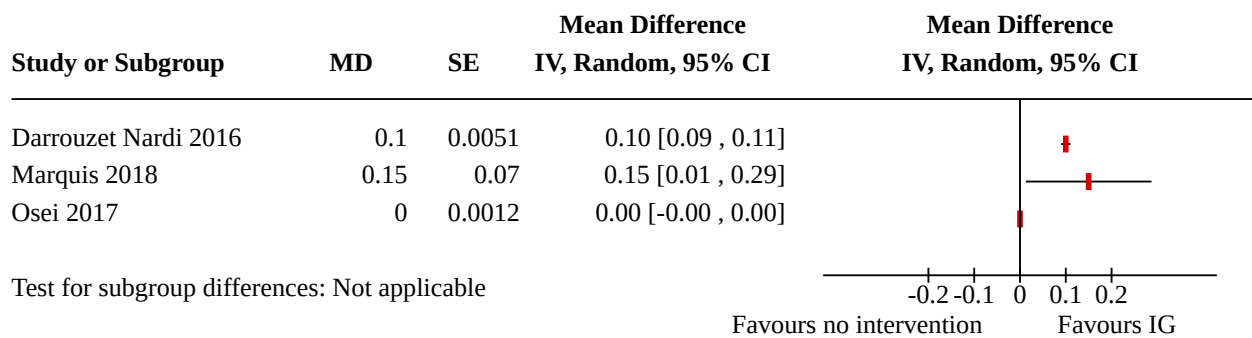 Mean Difference Mean Difference
Study or Subgroup MD SE IV, Random, 95% CI IV, Random, 95% CI
Darrouzet Nardi 2016 0.1 0.0051 0.10 [0.09 , 0.11]
Marquis 2018 0.15 0.07 0.15 [0.01 , 0.29]
Osei 2017 0 0.0012 0.00 [-0.00 , 0.00]
Test for subgroup differences: Not applicable
-0.2 -0.1 0 0.1 0.2
Favours no intervention Favours IG